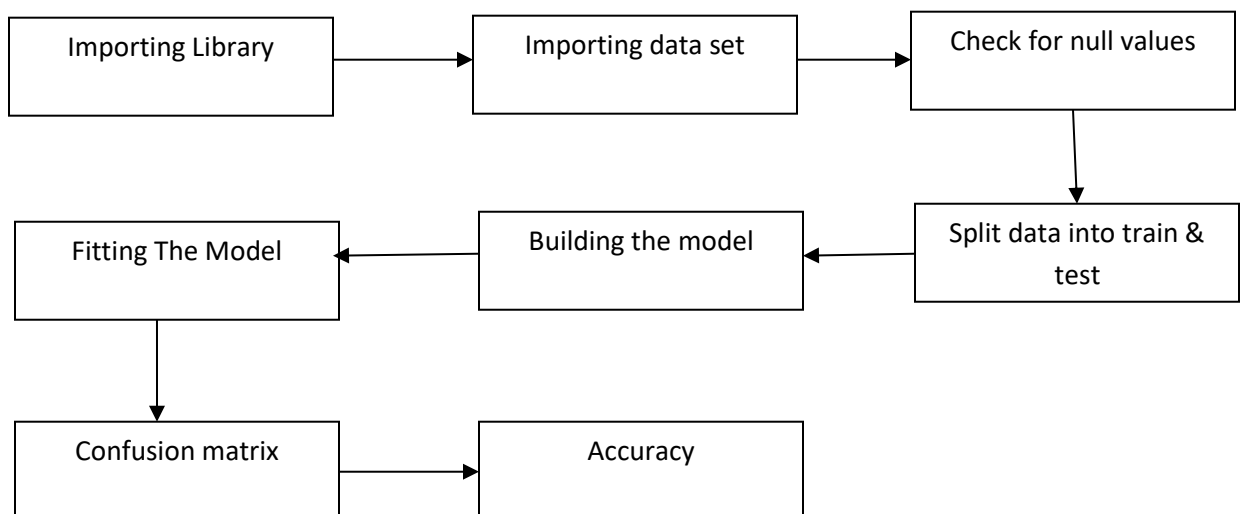 Importing Library
Importing data set
Check for null values
Split data into train &
test
Building the model
Fitting The Model
Confusion matrix
Accuracy